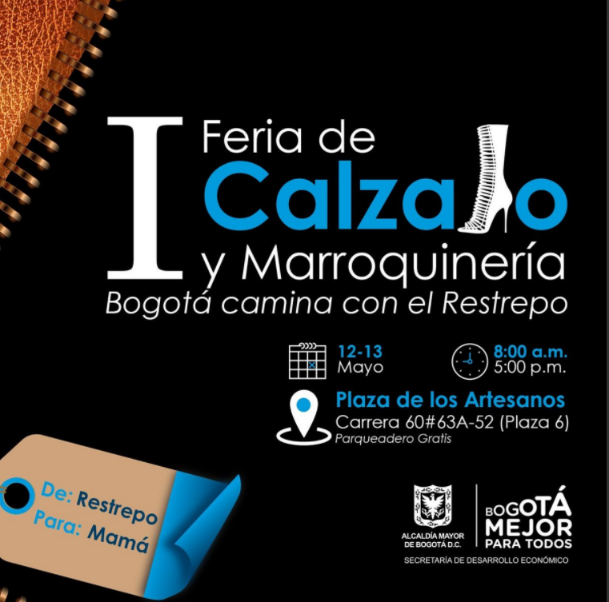 I Feria de
Calzado
y Marroquinería
Bogotá camina con el Restrepo
12-13
Mayo
8:00 a.m.
5:00 p.m.
Plaza de los Artesanos
Carrera 60#63A-52 (Plaza 6)
Parqueadero Gratis
De: Restrepo
Para: Mamá
ALCALDÍA MAYOR
DE BOGOTÁ D.C.
BOGOTÁ
MEJOR
PARA TODOS
SECRETARÍA DE DESARROLLO ECONÓMICO